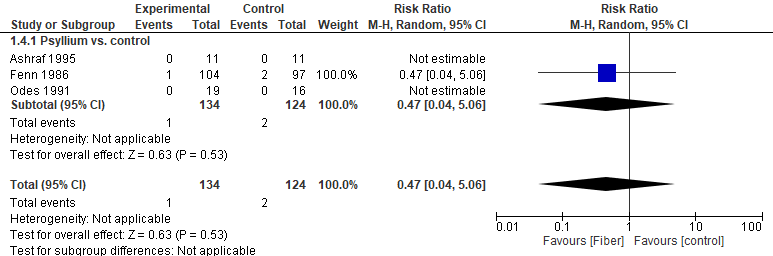 Experimental Control Risk Ratio Risk Ratio
Study or Subgroup Events Total Events Total Weight M-H, Random, 95% CI M-H, Random, 95% CI
1.4.1 Psyllium vs. control
Ashraf 1995 0 11 0 11 Not estimable
Fenn 1986 1 104 2 97 100.0% 0.47 [0.04, 5.06]
Odes 1991 0 19 0 16 Not estimable
Subtotal (95% CI) 134 124 100.0% 0.47 [0.04, 5.06]
Total events 1 2
Heterogeneity: Not applicable
Test for overall effect: Z = 0.63 (P = 0.53)
Total (95% CI) 134 124 100.0% 0.47 [0.04, 5.06]
Total events 1 2
Heterogeneity: Not applicable
Test for overall effect: Z = 0.63 (P = 0.53)
Test for subgroup differences: Not applicable
0.01 0.1 1 10 100
Favours [Fiber] Favours [control]